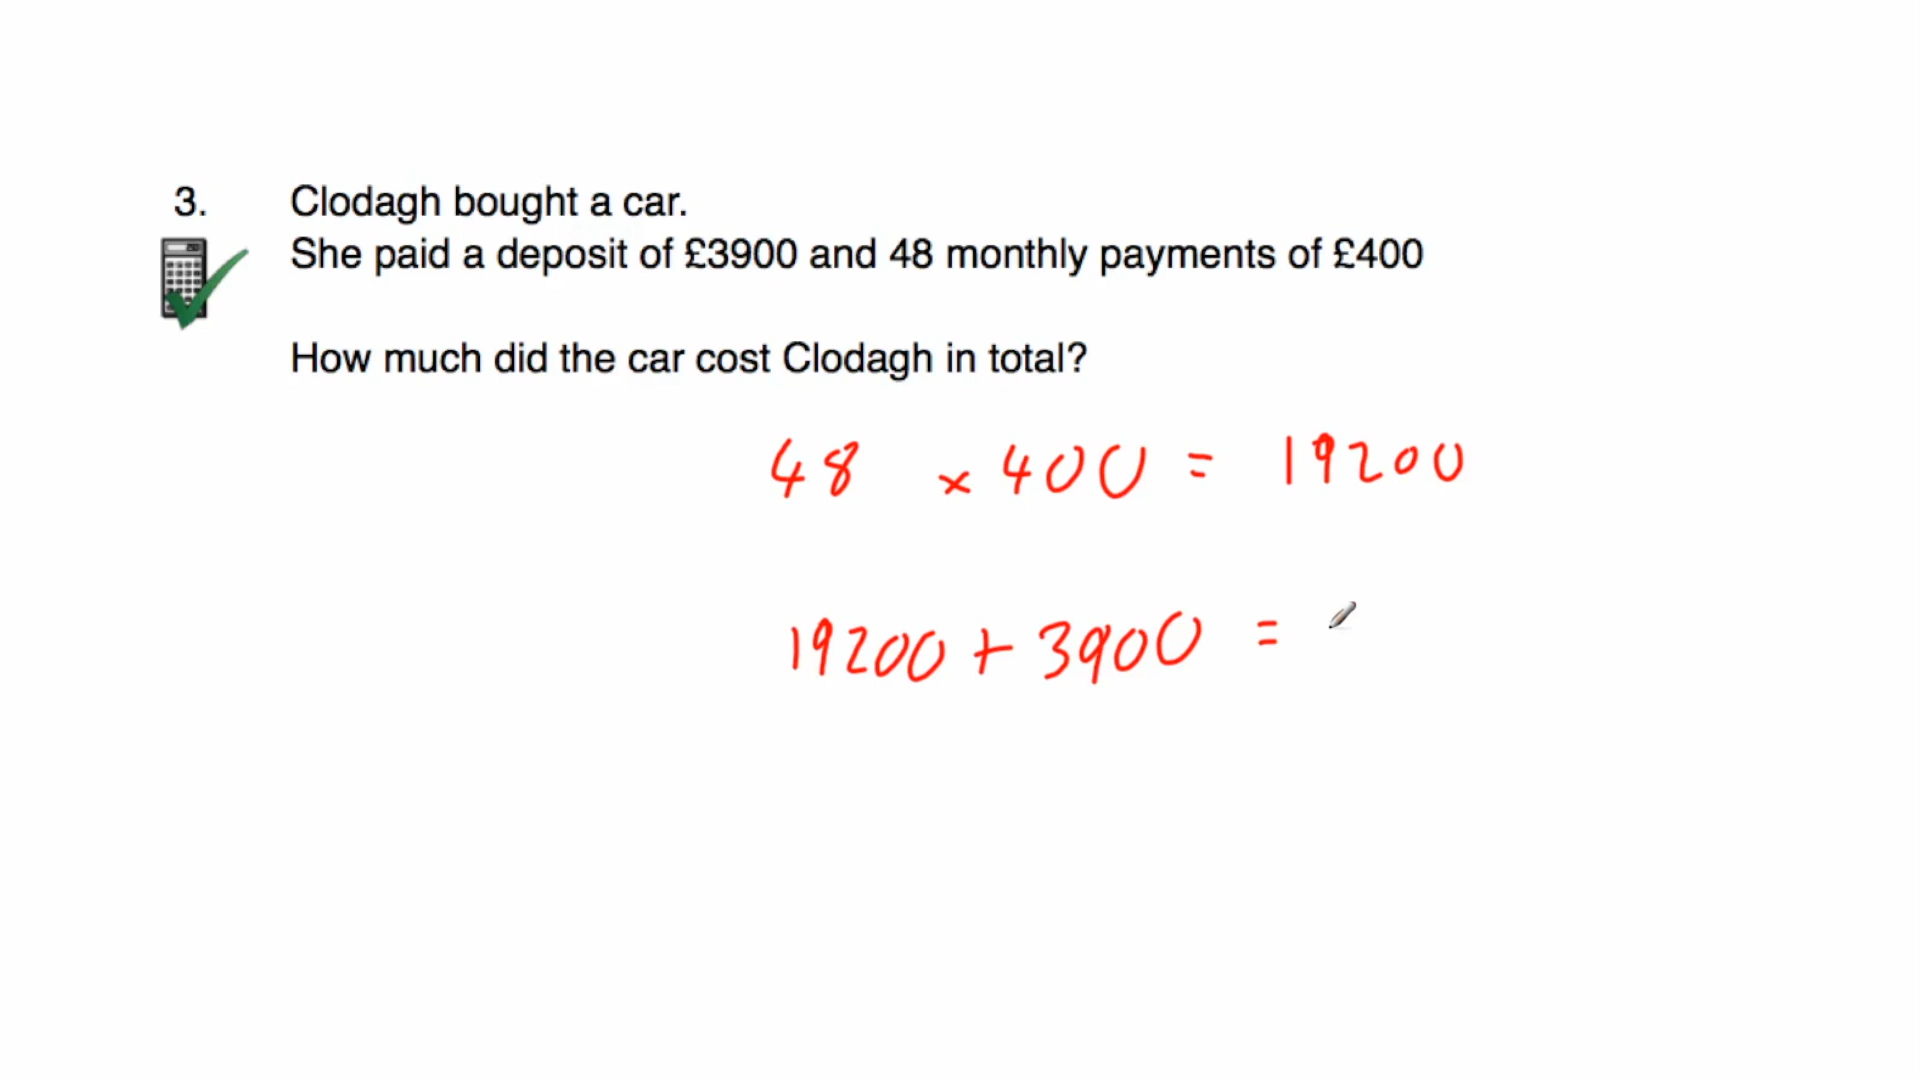 3. Clodagh bought a car.
She paid a deposit of £3900 and 48 monthly payments of £400
How much did the car cost Clodagh in total?
48 × 400 = 19200
19200 + 3900 =